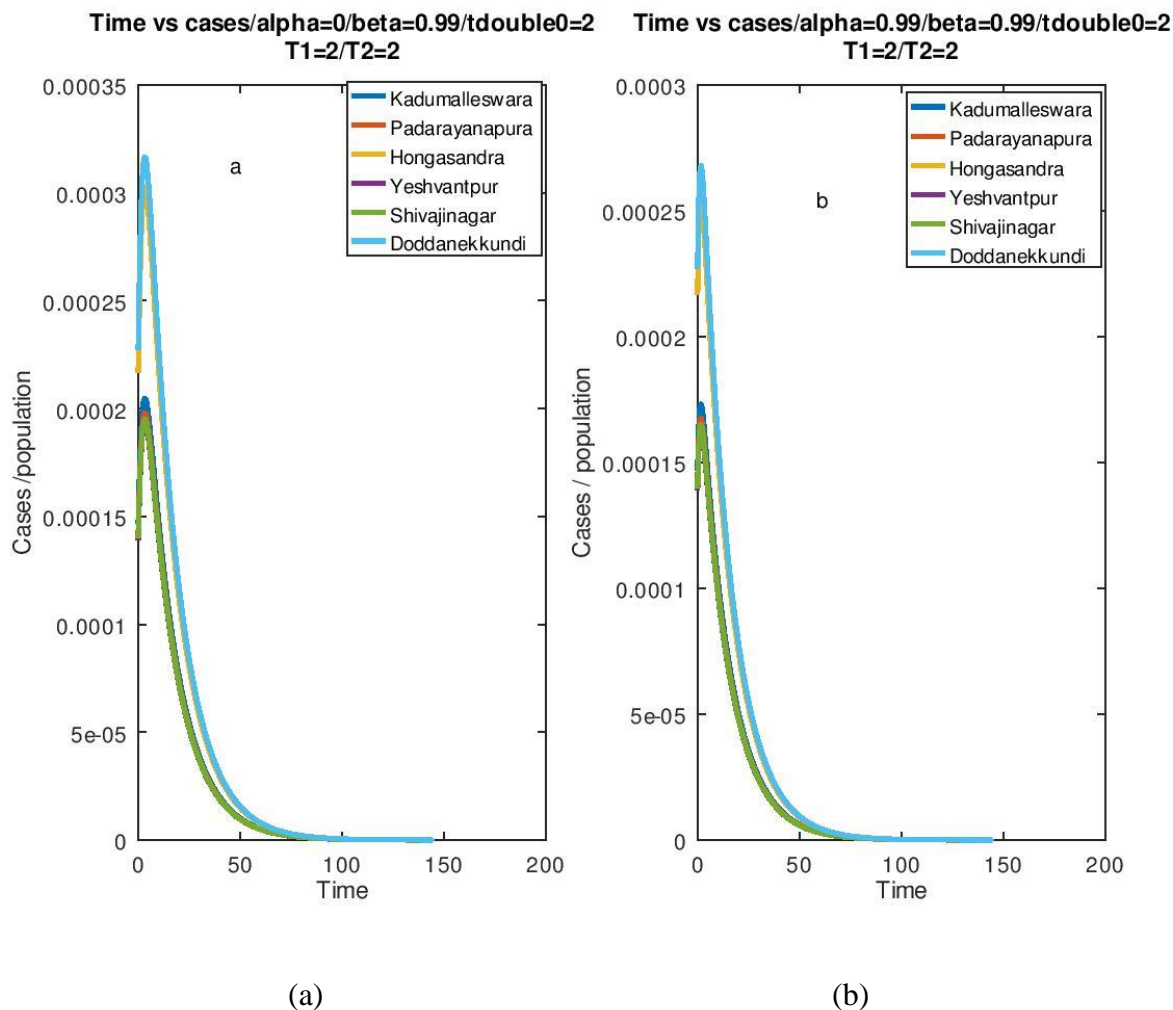 Time vs cases/alpha=0/beta=0.99/tdouble0=2
T1=2/T2=2
0.00035
0.0003
0.00025
0.0002
0.00015
0.0001
5e-05
0
Cases /population
Kadumalleswara
Padarayanapura
Hongasandra
Yeshvantpur
Shivajinagar
Doddanekkundi
a
0 50 100 150 200
Time
(a)
Time vs cases/alpha=0.99/beta=0.99/tdouble0=2
T1=2/T2=2
0.0003
0.00025
0.0002
0.00015
0.0001
5e-05
0
Cases / population
Kadumalleswara
Padarayanapura
Hongasandra
Yeshvantpur
Shivajinagar
Doddanekkundi
b
0 50 100 150 200
Time
(b)